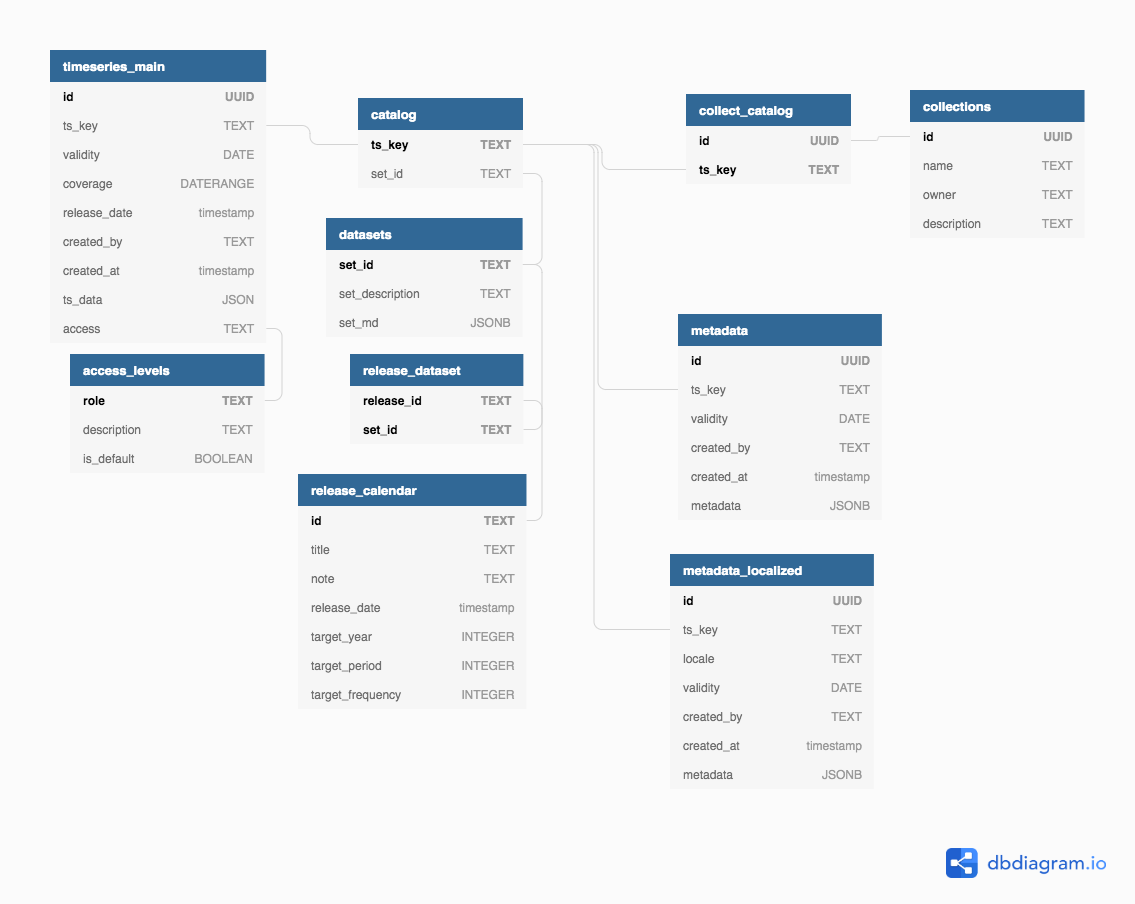 timeseries_main
id UUID
ts_key TEXT
validity DATE
coverage DATERANGE
release_date timestamp
created_by TEXT
created_at timestamp
ts_data JSON
access TEXT
access_levels
role TEXT
description TEXT
is_default BOOLEAN
catalog
ts_key TEXT
set_id TEXT
datasets
set_id TEXT
set_description TEXT
set_md JSONB
release_dataset
release_id TEXT
set_id TEXT
release_calendar
id TEXT
title TEXT
note TEXT
release_date timestamp
target_year INTEGER
target_period INTEGER
target_frequency INTEGER
collect_catalog
id UUID
ts_key TEXT
collections
id UUID
name TEXT
owner TEXT
description TEXT
metadata
id UUID
ts_key TEXT
validity DATE
created_by TEXT
created_at timestamp
metadata JSONB
metadata_localized
id UUID
ts_key TEXT
locale TEXT
validity DATE
created_by TEXT
created_at timestamp
metadata JSONB
dbdiagram.io